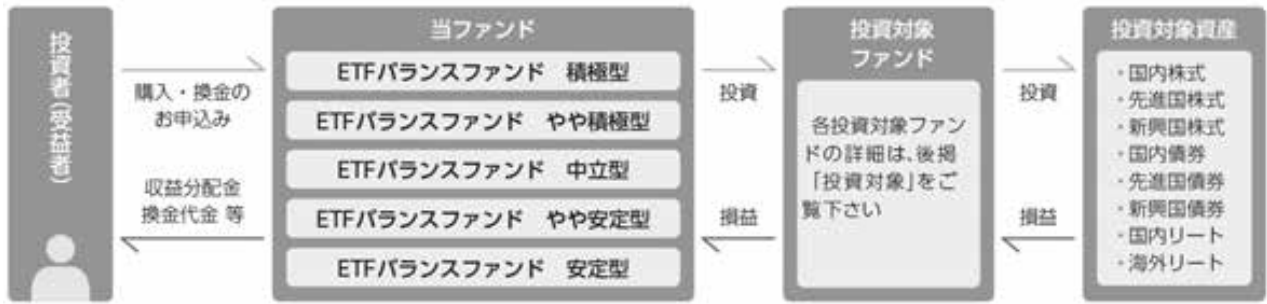 投資者(受益者)
購入・換金の
お申込み
収益分配金
換金代金 等
当ファンド
ETFバランスファンド　積極型
ETFバランスファンド　やや積極型
ETFバランスファンド　中立型
ETFバランスファンド　やや安定型
ETFバランスファンド　安定型
投資
損益
投資対象
ファンド
各投資対象ファン
ドの詳細は、後掲
「投資対象」をご
覧下さい
投資
損益
投資対象資産
・国内株式
・先進国株式
・新興国株式
・国内債券
・先進国債券
・新興国債券
・国内リート
・海外リート